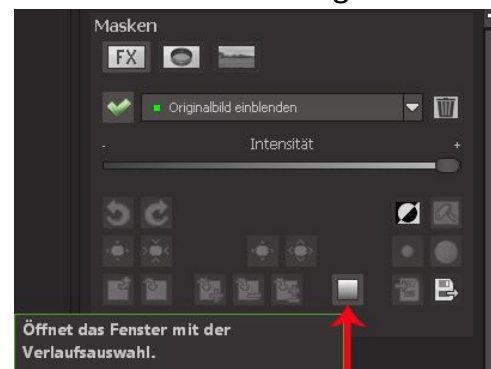 Masken
FX
Originalbild einblenden
- Intensität +
Öffnet das Fenster mit der
Verlaufsauswahl.